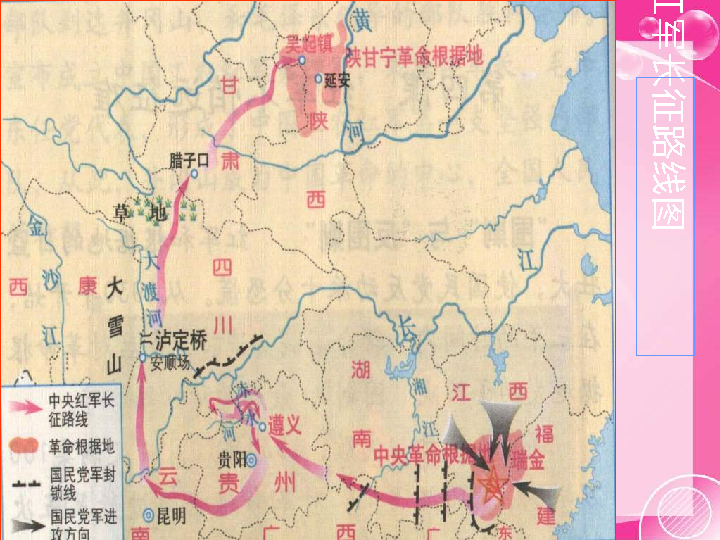 红军长征路线图
吴起镇
陕甘宁革命根据地
延安
黄
河
甘
肃
陕
西
腊子口
草地
金
沙
江
西
康
大
雪
山
大
渡
河
四
川
泸定桥
安顺场
长
江
湖
南
湘
江
江
西
福
建
中央革命根据地
瑞金
赤
水
河
遵义
贵阳
贵
州
云
南
昆明
广
西
广
东
中央红军长
征路线
革命根据地
国民党军封
锁线
国民党军进
攻方向